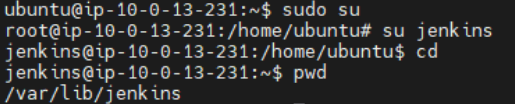 ubuntu@ip-10-0-13-231:~$ sudo su
root@ip-10-0-13-231:/home/ubuntu# su jenkins
jenkins@ip-10-0-13-231:/home/ubuntu$ cd
jenkins@ip-10-0-13-231:~$ pwd
/var/lib/jenkins